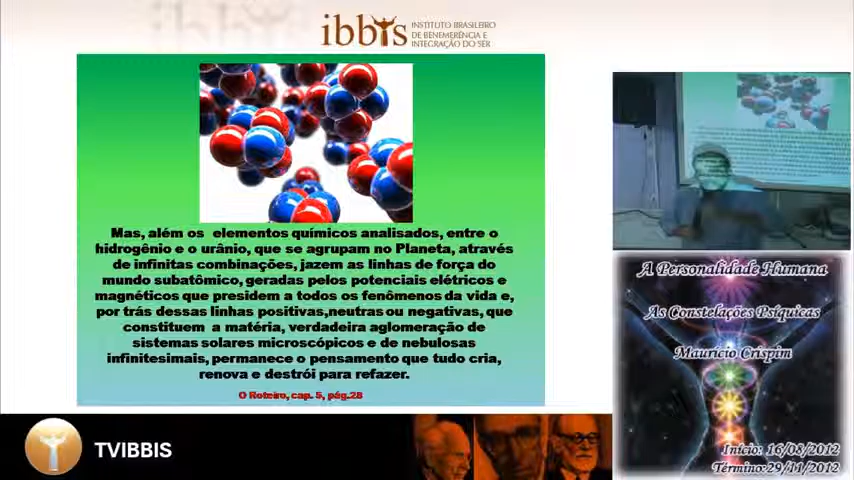 ibbis
INSTITUTO BRASILEIRO
DE BENEMERÊNCIA E
INTEGRAÇÃO DO SER
Mas, além os elementos químicos analisados, entre o
hidrogênio e o urânio, que se agrupam no Planeta, através
de infinitas combinações, jazem as linhas de força do
mundo subatômico, geradas pelos potenciais elétricos e
magnéticos que presidem a todos os fenômenos da vida e,
por trás dessas linhas positivas,neutras ou negativas, que
constituem a matéria, verdadeira aglomeração de
sistemas solares microscópicos e de nebulosas
infinitesimais, permanece o pensamento que tudo cria,
renova e destrói para refazer.
O Roteiro, cap. 5, pág.28
A Personalidade Humana
As Constelações Psíquicas
Maurício Crispim
Início: 16/08/2012
Término:29/11/2012
TVIBBIS